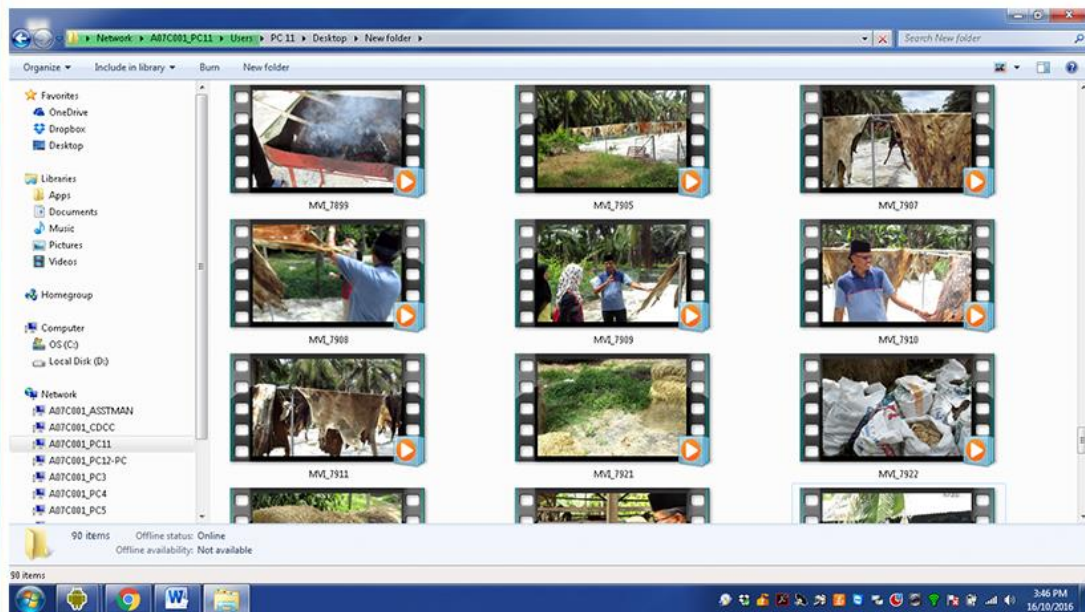 Network ▸ A07C001_PC11 ▸ Users ▸ PC 11 ▸ Desktop ▸ New folder ▸
Search New folder
Organize Include in library Burn New folder
Favorites
OneDrive
Dropbox
Desktop
Libraries
Apps
Documents
Music
Pictures
Videos
Homegroup
Computer
OS (C:)
Local Disk (D:)
Network
A07C001_ASSTMAN
A07C001_CDCC
A07C001_PC11
A07C001_PC12-PC
A07C001_PC3
A07C001_PC4
A07C001_PC5
MVI_7899 MVI_7905 MVI_7907
MVI_7908 MVI_7909 MVI_7910
MVI_7911 MVI_7921 MVI_7922
90 items Offline status: Online
Offline availability: Not available
90 items
3:46 PM
16/10/2016